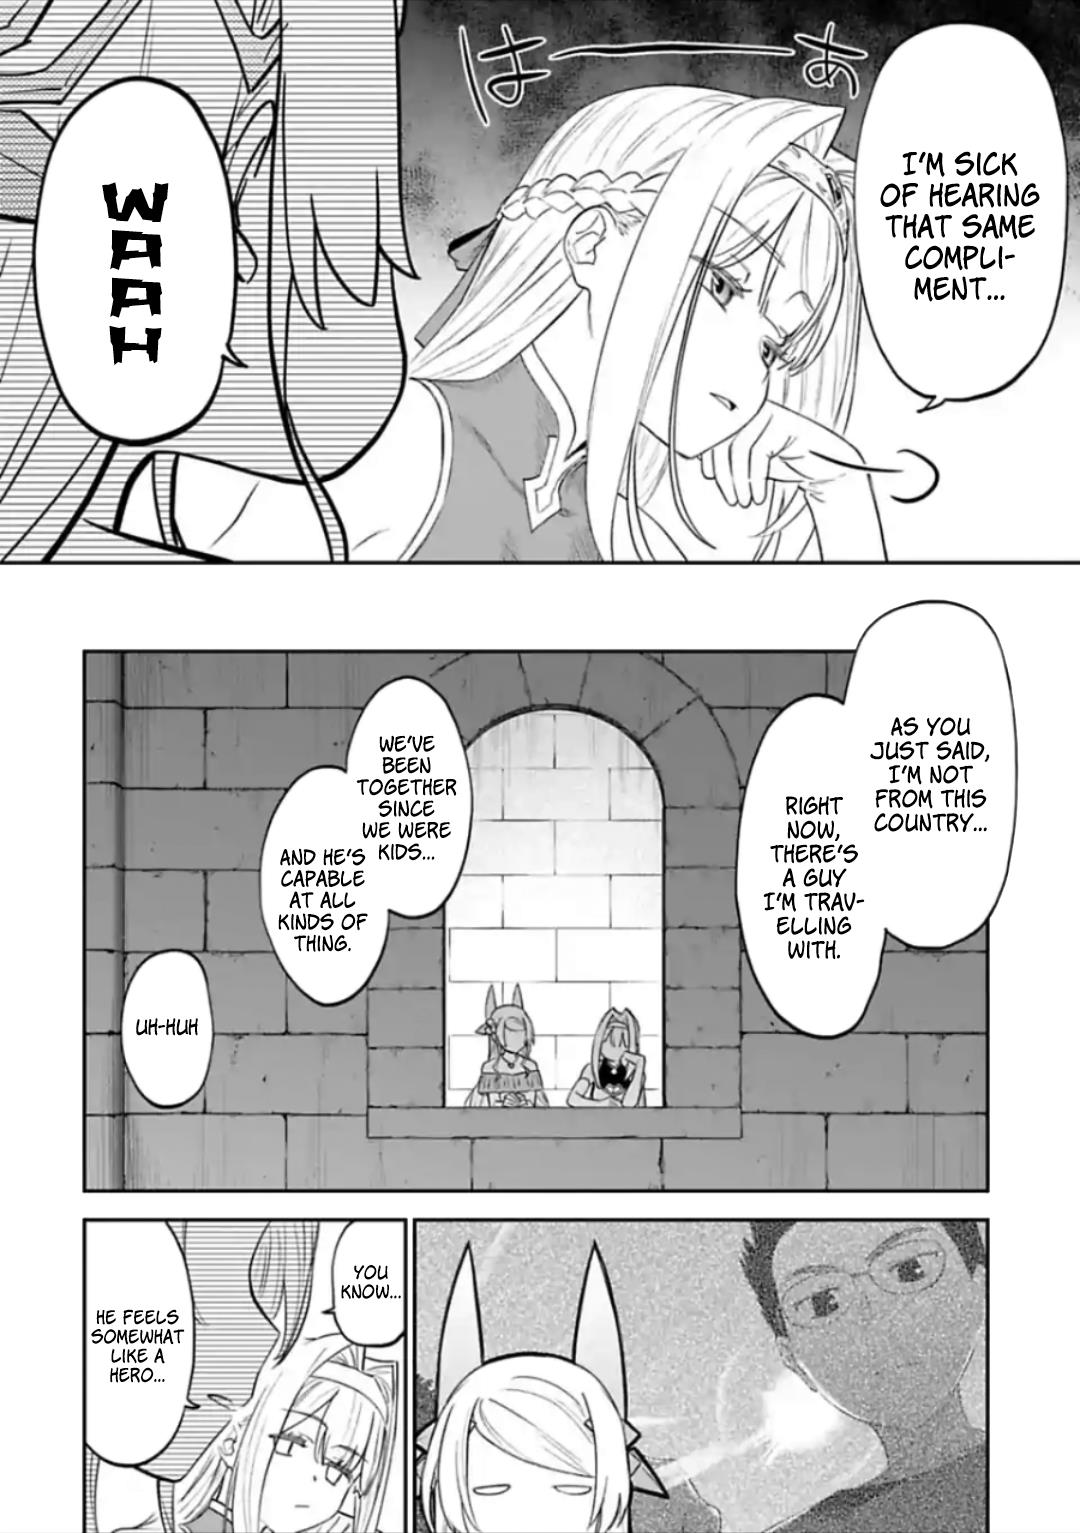 I'M SICK
OF HEARING
THAT SAME
COMPLI-
MENT...
はーぁ
WAAH
AS YOU
JUST SAID,
I'M NOT
FROM THIS
COUNTRY...
RIGHT
NOW,
THERE'S
A GUY
I'M TRAV-
ELLING
WITH.
WE'VE
BEEN
TOGETHER
SINCE
WE WERE
KIDS...
AND HE'S
CAPABLE
AT ALL
KINDS OF
THING.
UH-HUH
YOU
KNOW...
HE FEELS
SOMEWHAT
LIKE A
HERO...